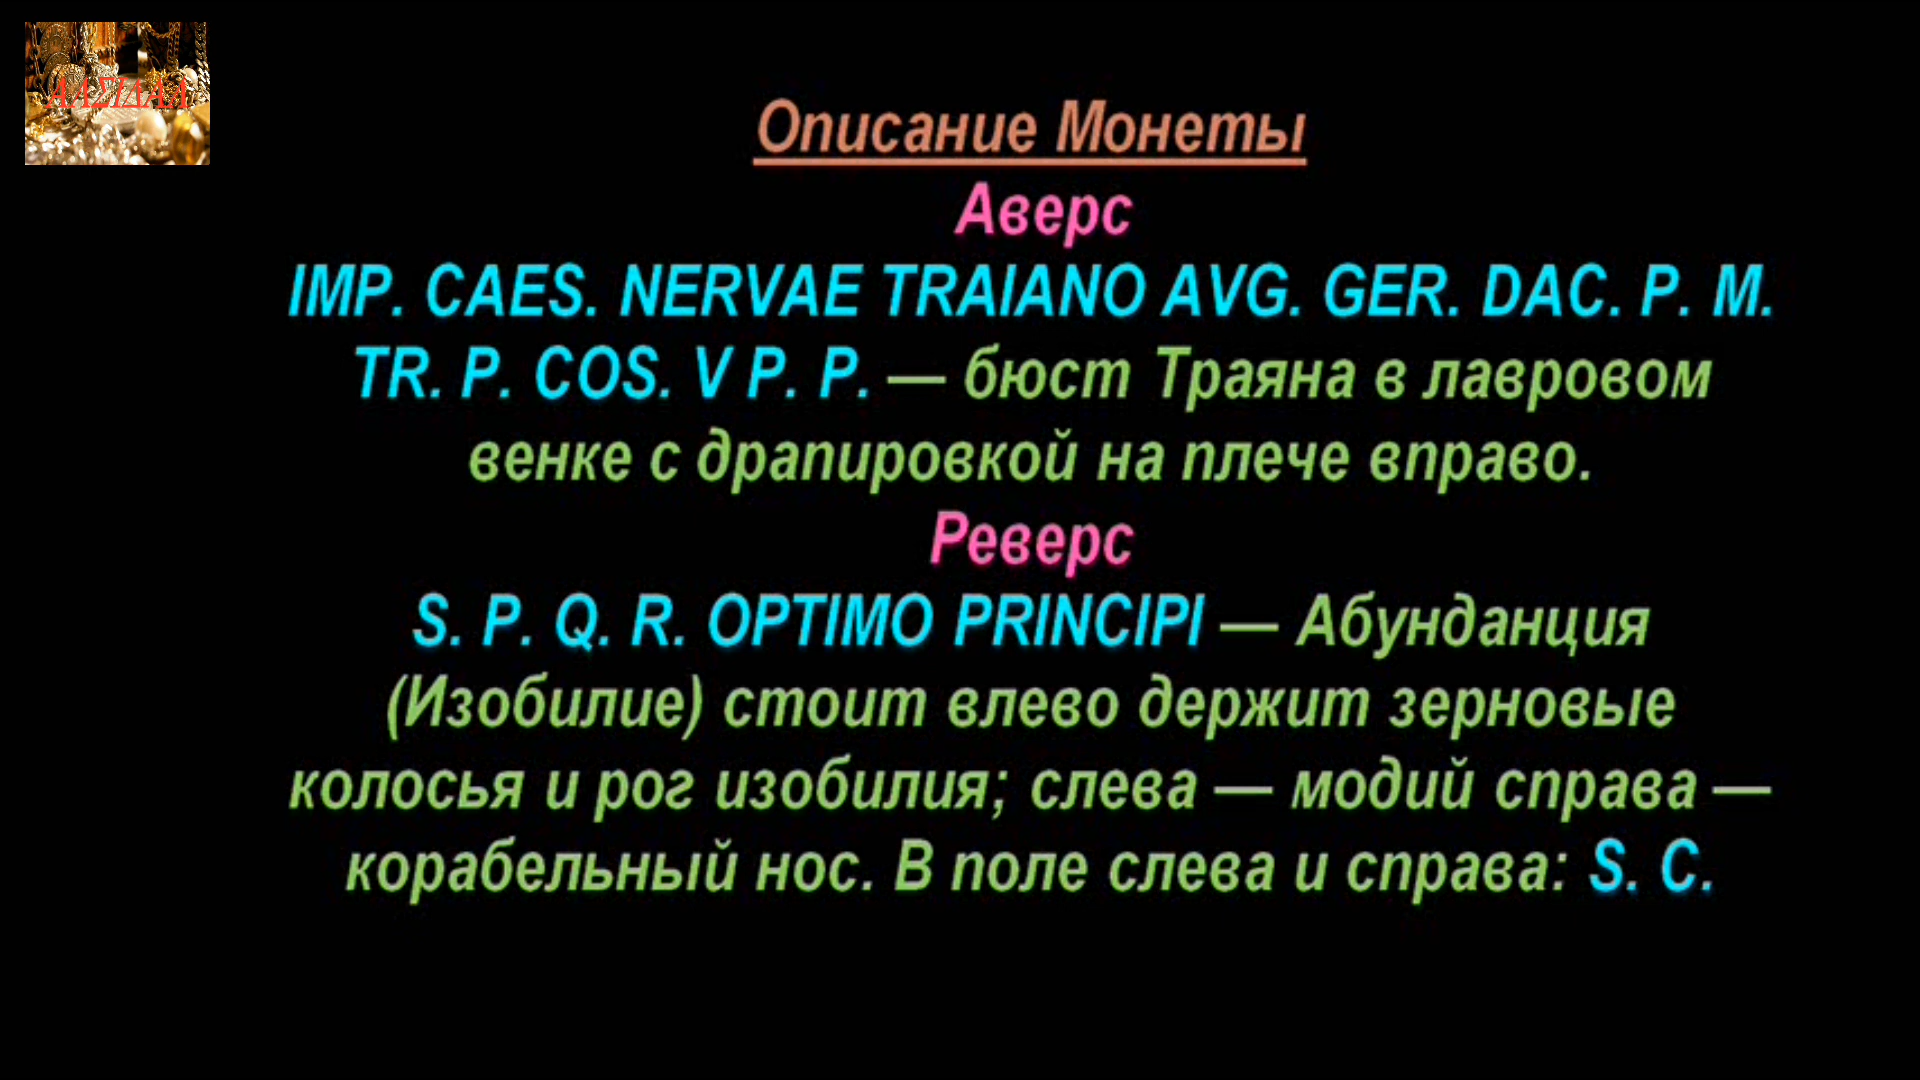 Описание Монеты
Аверс
IMP. CAES. NERVAE TRAIANO AVG. GER. DAC. P. M.
TR. P. COS. V P. P. — бюст Траяна в лавровом
венке с драпировкой на плече вправо.
Реверс
S. P. Q. R. OPTIMO PRINCIPI — Абунданция
(Изобилие) стоит влево держит зерновые
колосья и рог изобилия; слева — модий справа —
корабельный нос. В поле слева и справа: S. C.